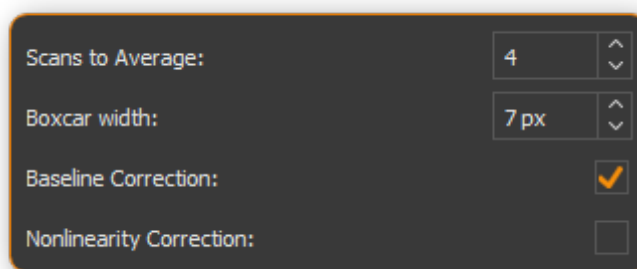 Scans to Average: 4
Boxcar width: 7 px
Baseline Correction:
Nonlinearity Correction: